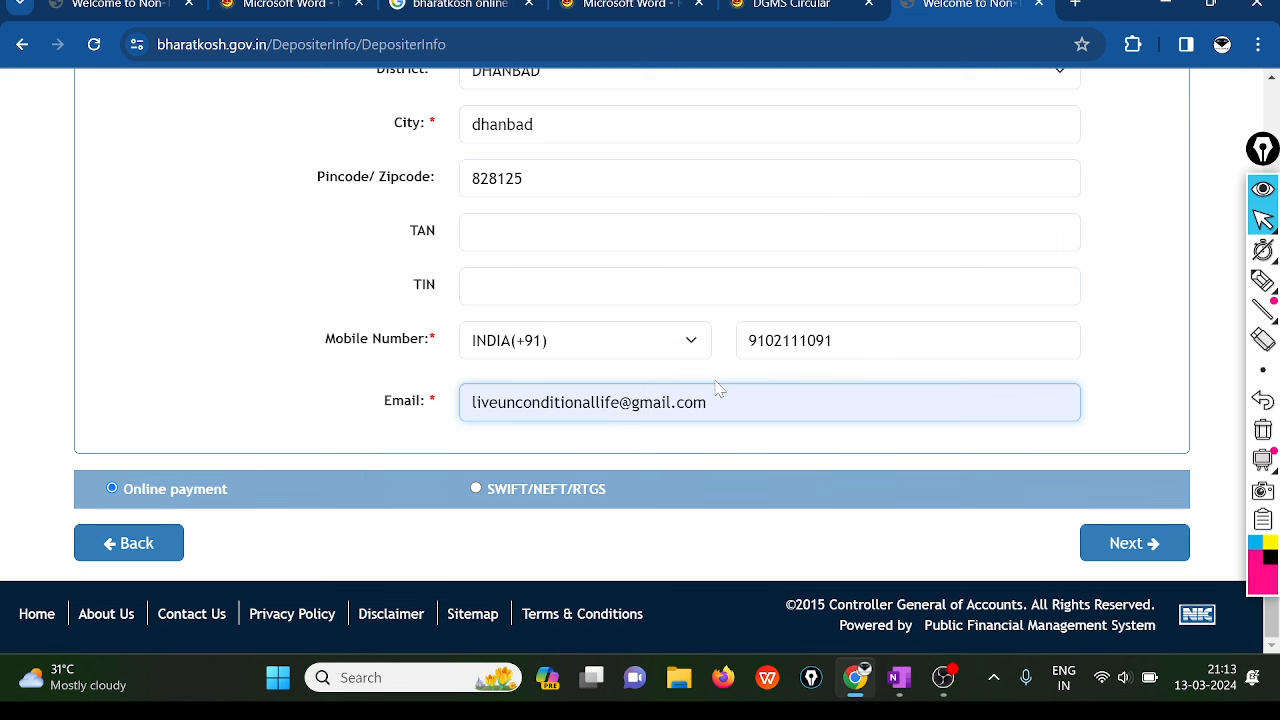 Welcome to Non-
Microsoft Word -
bharatkosh online
Microsoft Word -
DGMS Circular
Welcome to Non-
bharatkosh.gov.in/DepositerInfo/DepositerInfo
District:
DHANBAD
City: *
dhanbad
Pincode/ Zipcode:
828125
TAN
TIN
Mobile Number:*
INDIA(+91)
9102111091
Email: *
liveunconditionallife@gmail.com
Online payment
SWIFT/NEFT/RTGS
Back
Next
Home
About Us
Contact Us
Privacy Policy
Disclaimer
Sitemap
Terms & Conditions
©2015 Controller General of Accounts. All Rights Reserved.
Powered by Public Financial Management System
NIC
31°C
Mostly cloudy
Search
PRE
ENG
IN
21:13
13-03-2024